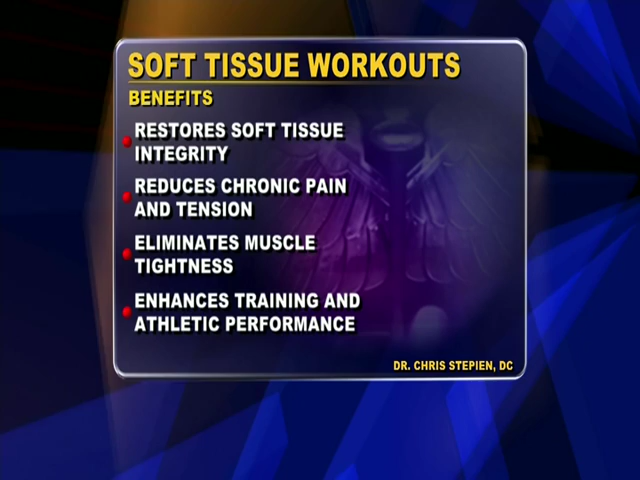 SOFT TISSUE WORKOUTS
BENEFITS
RESTORES SOFT TISSUE
INTEGRITY
REDUCES CHRONIC PAIN
AND TENSION
ELIMINATES MUSCLE
TIGHTNESS
ENHANCES TRAINING AND
ATHLETIC PERFORMANCE
DR. CHRIS STEPIEN, DC